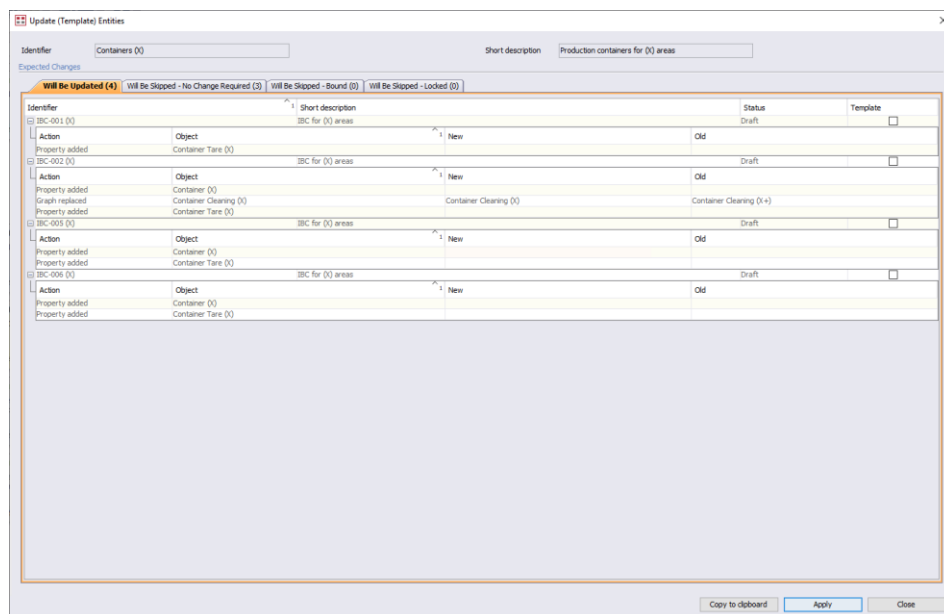 Update (Template) Entities
Identifier Containers (X) Short description Production containers for (X) areas
Expected Changes
Will Be Updated (4) Will Be Skipped - No Change Required (3) Will Be Skipped - Bound (0) Will Be Skipped - Locked (0)
Identifier 1 Short description Status Template
IBC-001 (X) IBC for (X) areas Draft
Action Object 1 New Old
Property added Container Tare (X)
IBC-002 (X) IBC for (X) areas Draft
Action Object 1 New Old
Property added Container (X)
Graph replaced Container Cleaning (X) Container Cleaning (X) Container Cleaning (X+)
Property added Container Tare (X)
IBC-005 (X) IBC for (X) areas Draft
Action Object 1 New Old
Property added Container (X)
Property added Container Tare (X)
IBC-006 (X) IBC for (X) areas Draft
Action Object 1 New Old
Property added Container (X)
Property added Container Tare (X)
Copy to clipboard Apply Close